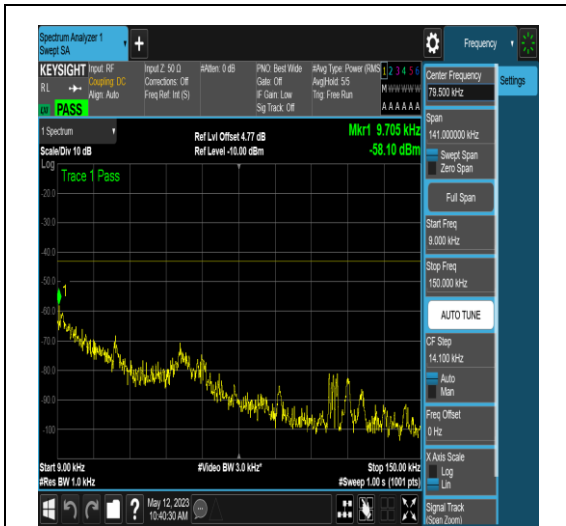 Spectrum Analyzer 1
Swept SA
Frequency
KEYSIGHT
R L
PASS
Input: RF
Coupling: DC
Align: Auto
Input Z: 50 Ω
Corrections: Off
Freq Ref: Int (S)
#Atten: 0 dB
PNO: Best Wide
Gate: Off
IF Gain: Low
Sig Track: Off
#Avg Type: Power (RMS
Avg|Hold: 5/5
Trig: Free Run
1 2 3 4 5 6
M W W W W W
A A A A A A
1 Spectrum
Scale/Div 10 dB
Ref Lvl Offset 4.77 dB
Ref Level -10.00 dBm
Mkr1 9.705 kHz
-58.10 dBm
Log
Trace 1 Pass
-20.0
-30.0
-40.0
-50.0
1
-60.0
-70.0
-80.0
-90.0
-100
Start 9.00 kHz
#Res BW 1.0 kHz
#Video BW 3.0 kHz*
Stop 150.00 kHz
#Sweep 1.00 s (1001 pts)
Center Frequency
79.500 kHz
Settings
Span
141.000000 kHz
Swept Span
Zero Span
Full Span
Start Freq
9.000 kHz
Stop Freq
150.000 kHz
AUTO TUNE
CF Step
14.100 kHz
Auto
Man
Freq Offset
0 Hz
X Axis Scale
Log
Lin
Signal Track
(Span Zoom)
?
May 12, 2023
10:40:30 AM